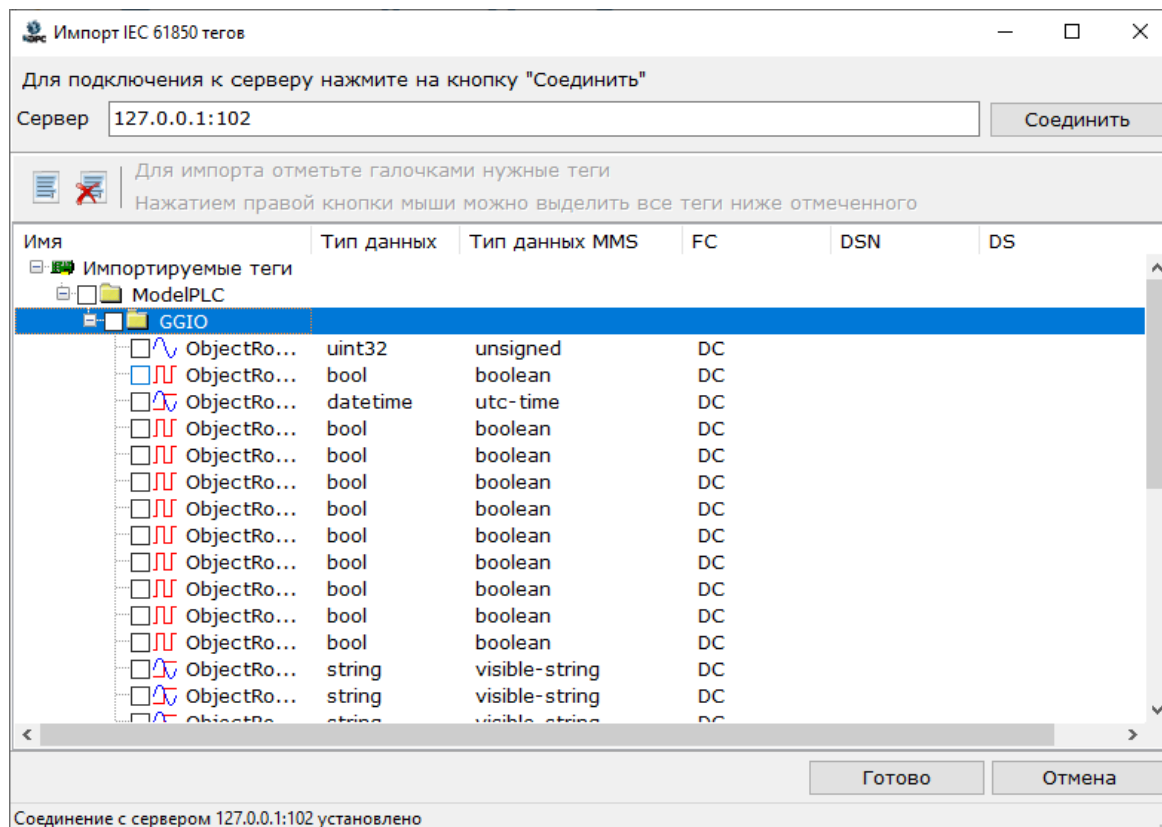 Импорт IEC 61850 тегов
Для подключения к серверу нажмите на кнопку "Соединить"
Сервер 127.0.0.1:102 Соединить
Для импорта отметьте галочками нужные теги
Нажатием правой кнопки мыши можно выделить все теги ниже отмеченного
Имя Тип данных Тип данных MMS FC DSN DS
Импортируемые теги
ModelPLC
GGIO
ObjectRo... uint32 unsigned DC
ObjectRo... bool boolean DC
ObjectRo... datetime utc-time DC
ObjectRo... bool boolean DC
ObjectRo... bool boolean DC
ObjectRo... bool boolean DC
ObjectRo... bool boolean DC
ObjectRo... bool boolean DC
ObjectRo... bool boolean DC
ObjectRo... bool boolean DC
ObjectRo... bool boolean DC
ObjectRo... bool boolean DC
ObjectRo... string visible-string DC
ObjectRo... string visible-string DC
ObjectRo... string visible-string DC
Готово Отмена
Соединение с сервером 127.0.0.1:102 установлено